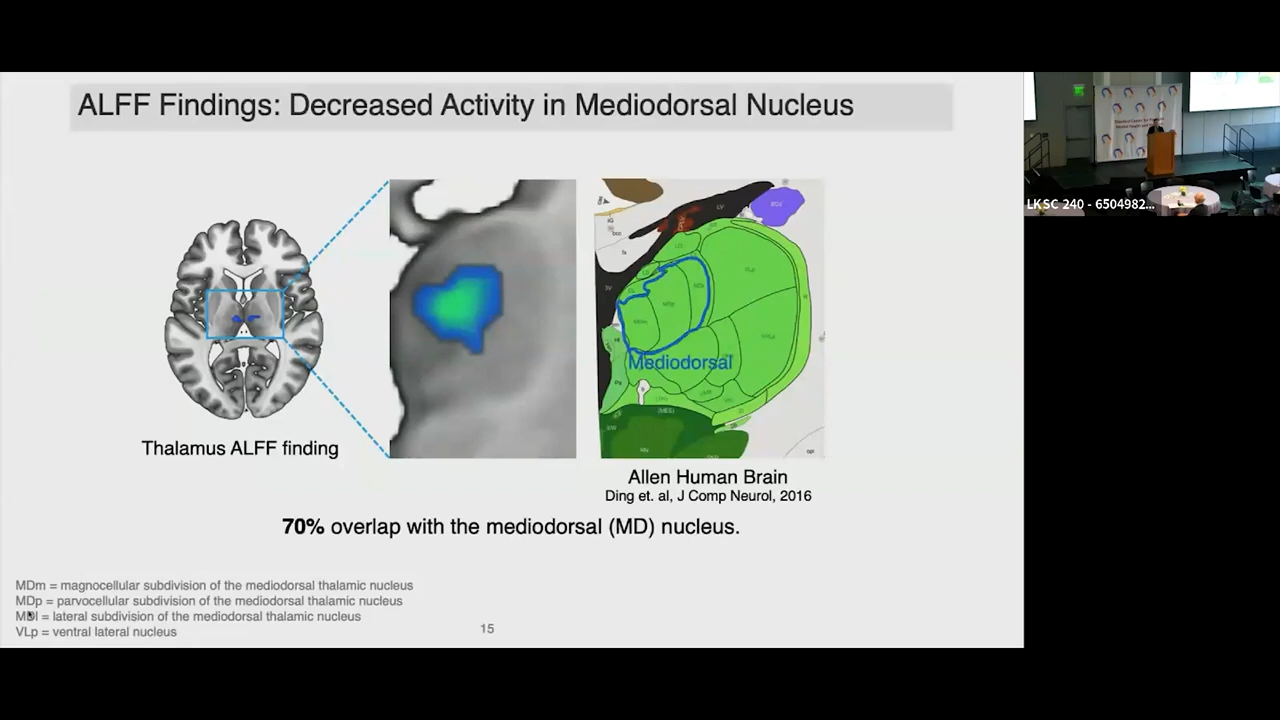 ALFF Findings: Decreased Activity in Mediodorsal Nucleus
LKSC 240 - 6504982...
LV
Mediodorsal
(MES)
Thalamus ALFF finding
Allen Human Brain
Ding et. al, J Comp Neurol, 2016
70% overlap with the mediodorsal (MD) nucleus.
MDm = magnocellular subdivision of the mediodorsal thalamic nucleus
MDp = parvocellular subdivision of the mediodorsal thalamic nucleus
MDl = lateral subdivision of the mediodorsal thalamic nucleus
VLp = ventral lateral nucleus
15